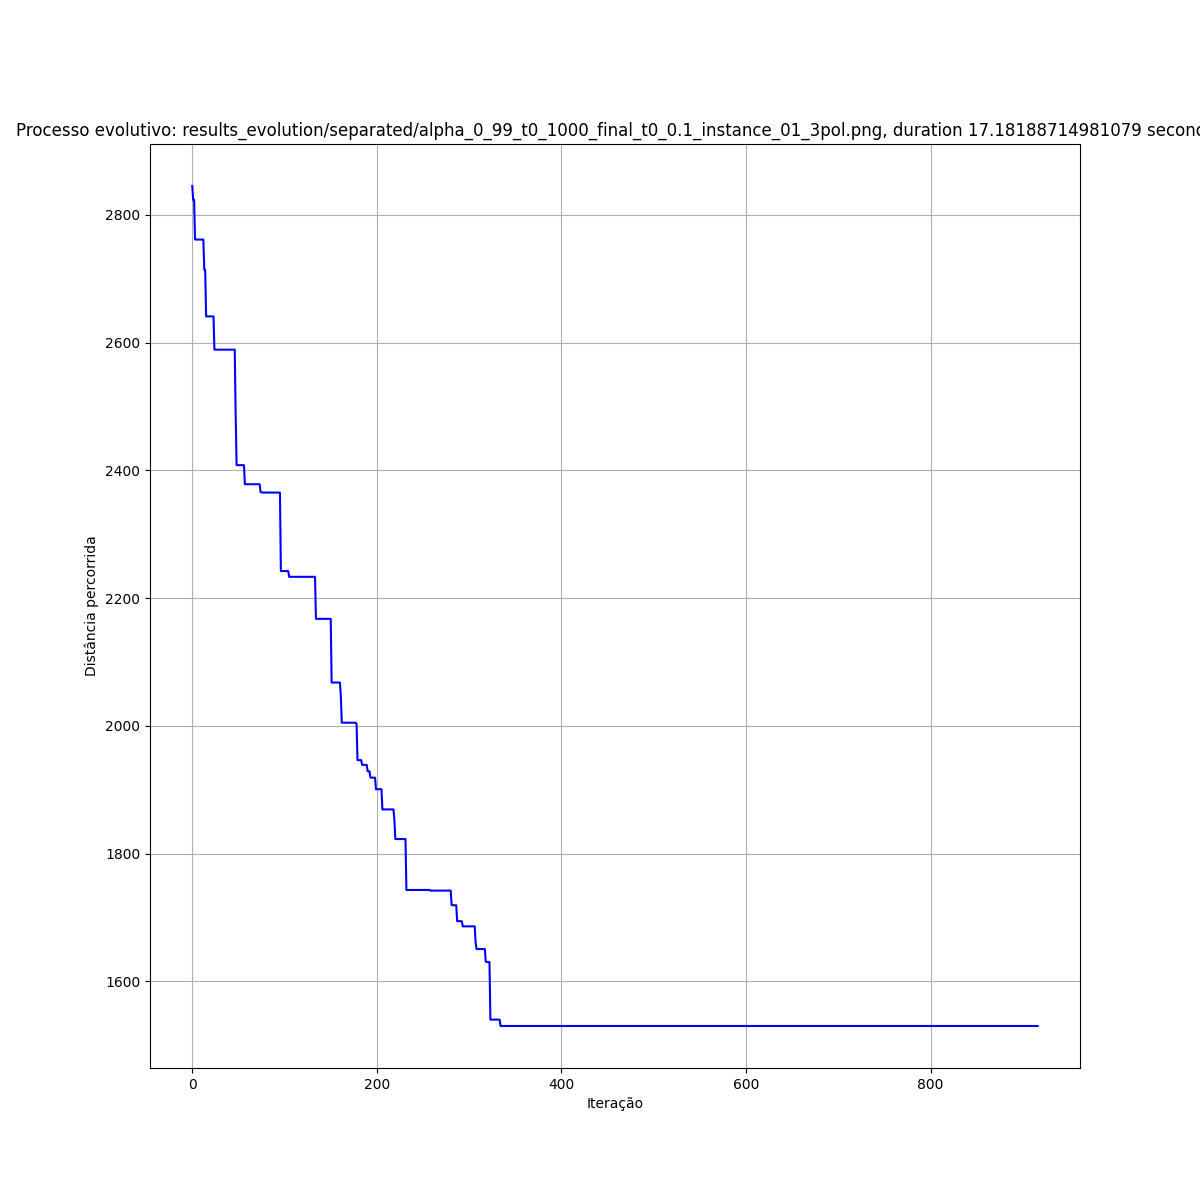 Processo evolutivo: results_evolution/separated/alpha_0_99_t0_1000_final_t0_0.1_instance_01_3pol.png, duration 17.18188714981079 secon
2800
2600
2400
2200
2000
1800
1600
Distância percorrida
0 200 400 600 800
Iteração